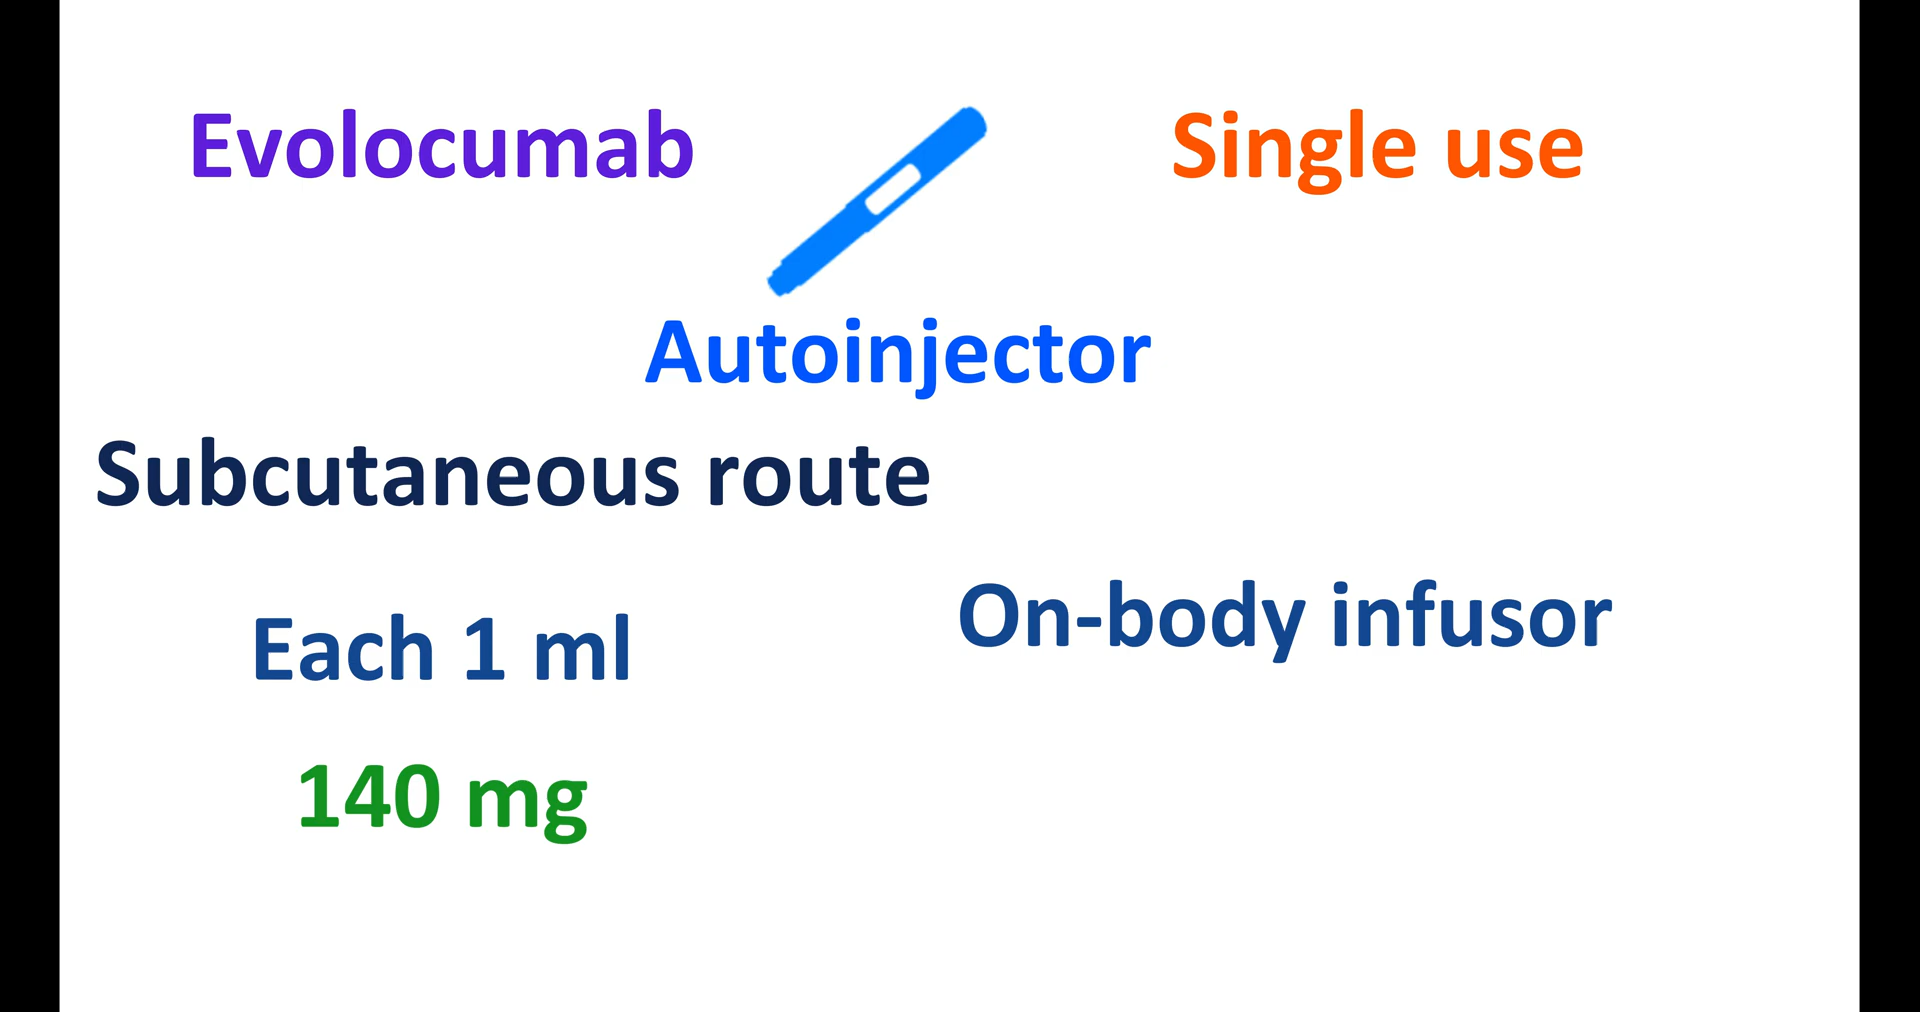 Evolocumab
Single use
Autoinjector
Subcutaneous route
Each 1 ml
On-body infusor
140 mg